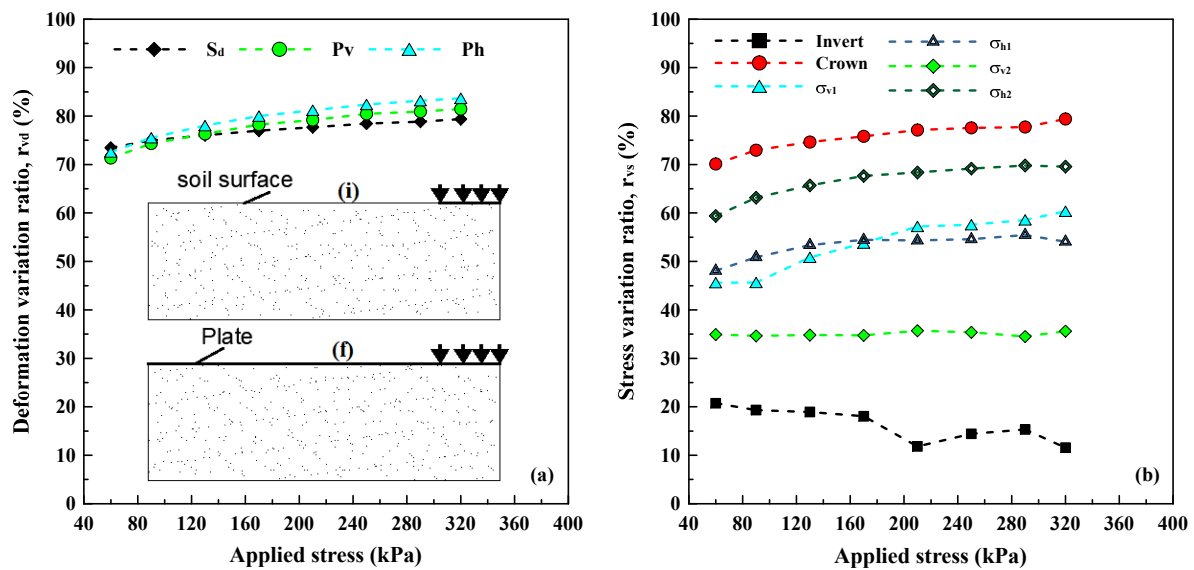 Deformation variation ratio, rvd (%)
100
90
80
70
60
50
40
30
20
10
0
Sd Pv Ph
soil surface
(i)
Plate
(f)
(a)
40 80 120 160 200 240 280 320 360 400
Applied stress (kPa)
Stress variation ratio, rvs (%)
100
90
80
70
60
50
40
30
20
10
0
Invert
Crown
σv1
σh1
σv2
σh2
(b)
40 80 120 160 200 240 280 320 360 400
Applied stress (kPa)